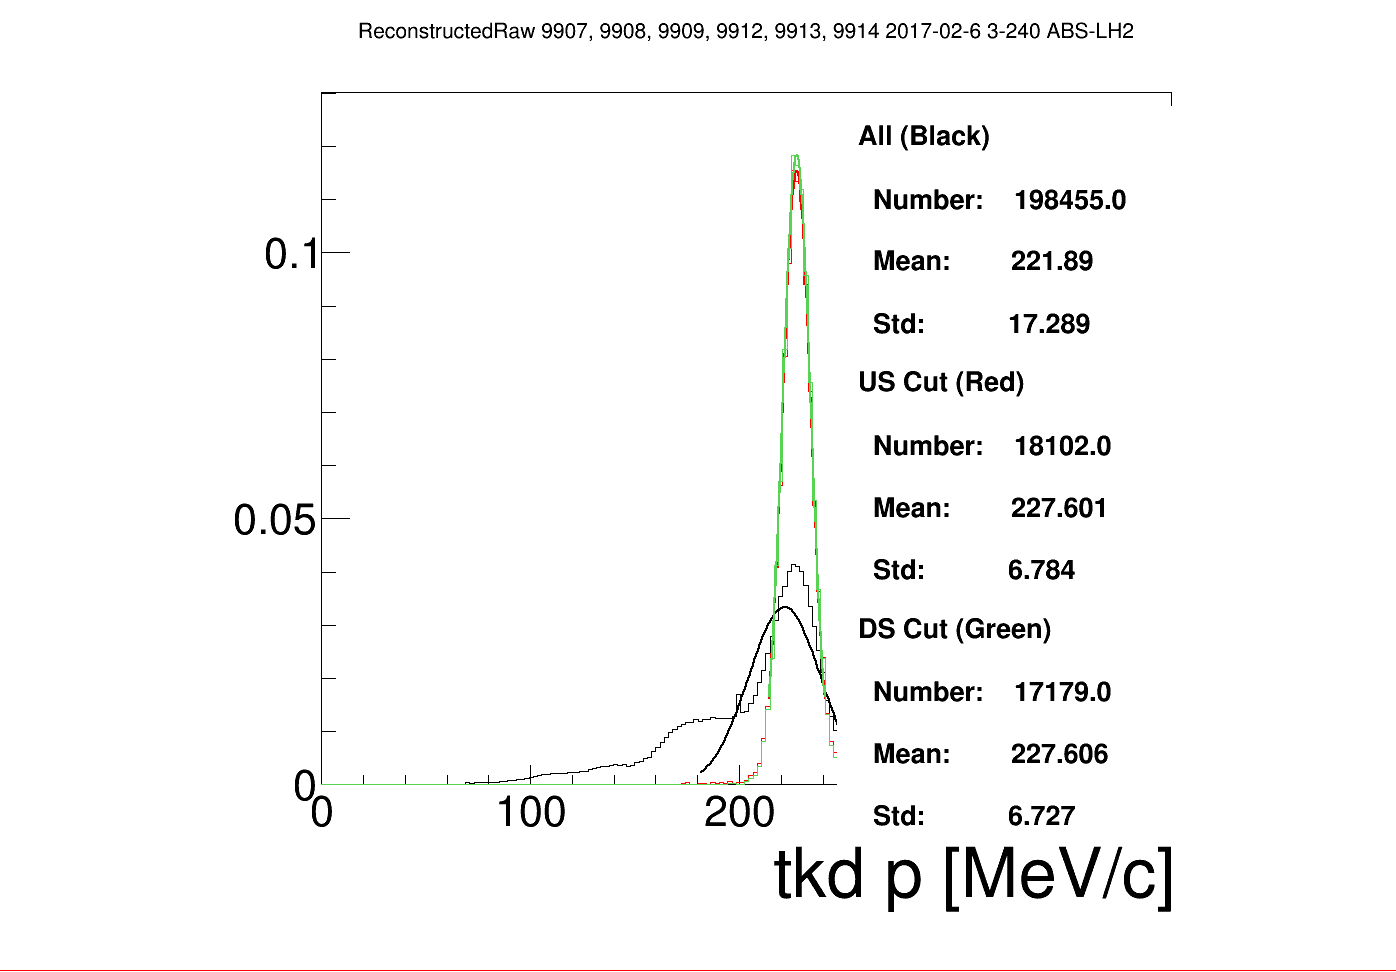 ReconstructedRaw 9907, 9908, 9909, 9912, 9913, 9914 2017-02-6 3-240 ABS-LH2
All (Black)
Number: 198455.0
Mean: 221.89
Std: 17.289
US Cut (Red)
Number: 18102.0
Mean: 227.601
Std: 6.784
DS Cut (Green)
Number: 17179.0
Mean: 227.606
Std: 6.727
0.1
0.05
0
0 100 200
tkd p [MeV/c]